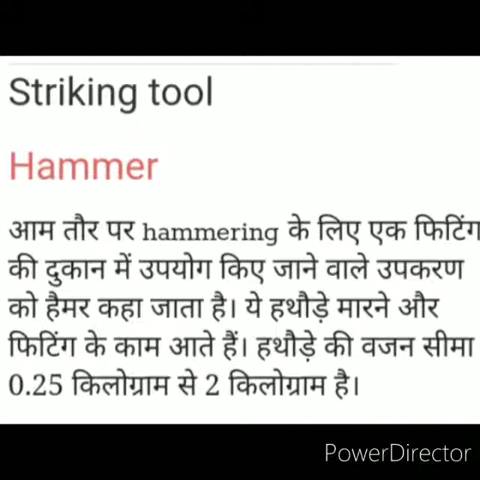 Striking tool
Hammer
आम तौर पर hammering के लिए एक फिटिंग
की दुकान में उपयोग किए जाने वाले उपकरण
को हैमर कहा जाता है। ये हथौड़े मारने और
फिटिंग के काम आते हैं। हथौड़े की वजन सीमा
0.25 किलोग्राम से 2 किलोग्राम है।
PowerDirector